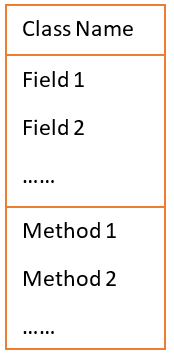 Class Name
Field 1
Field 2
……
Method 1
Method 2
……